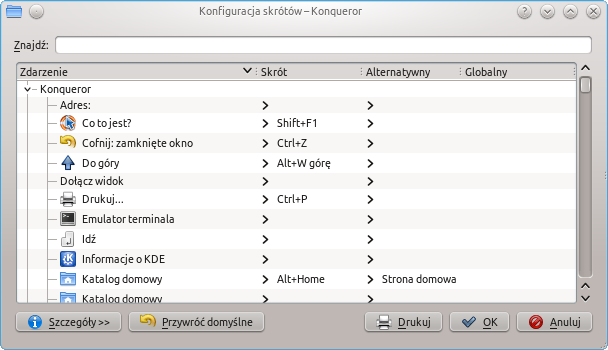 Konfiguracja skrótów – Konqueror
Znajdź:
Zdarzenie Skrót Alternatywny Globalny
Konqueror
Adres:
Co to jest? Shift+F1
Cofnij: zamknięte okno Ctrl+Z
Do góry Alt+W górę
Dołącz widok
Drukuj... Ctrl+P
Emulator terminala
Idź
Informacje o KDE
Katalog domowy Alt+Home Strona domowa
Katalog domowy
Szczegóły >> Przywróć domyślne Drukuj OK Anuluj